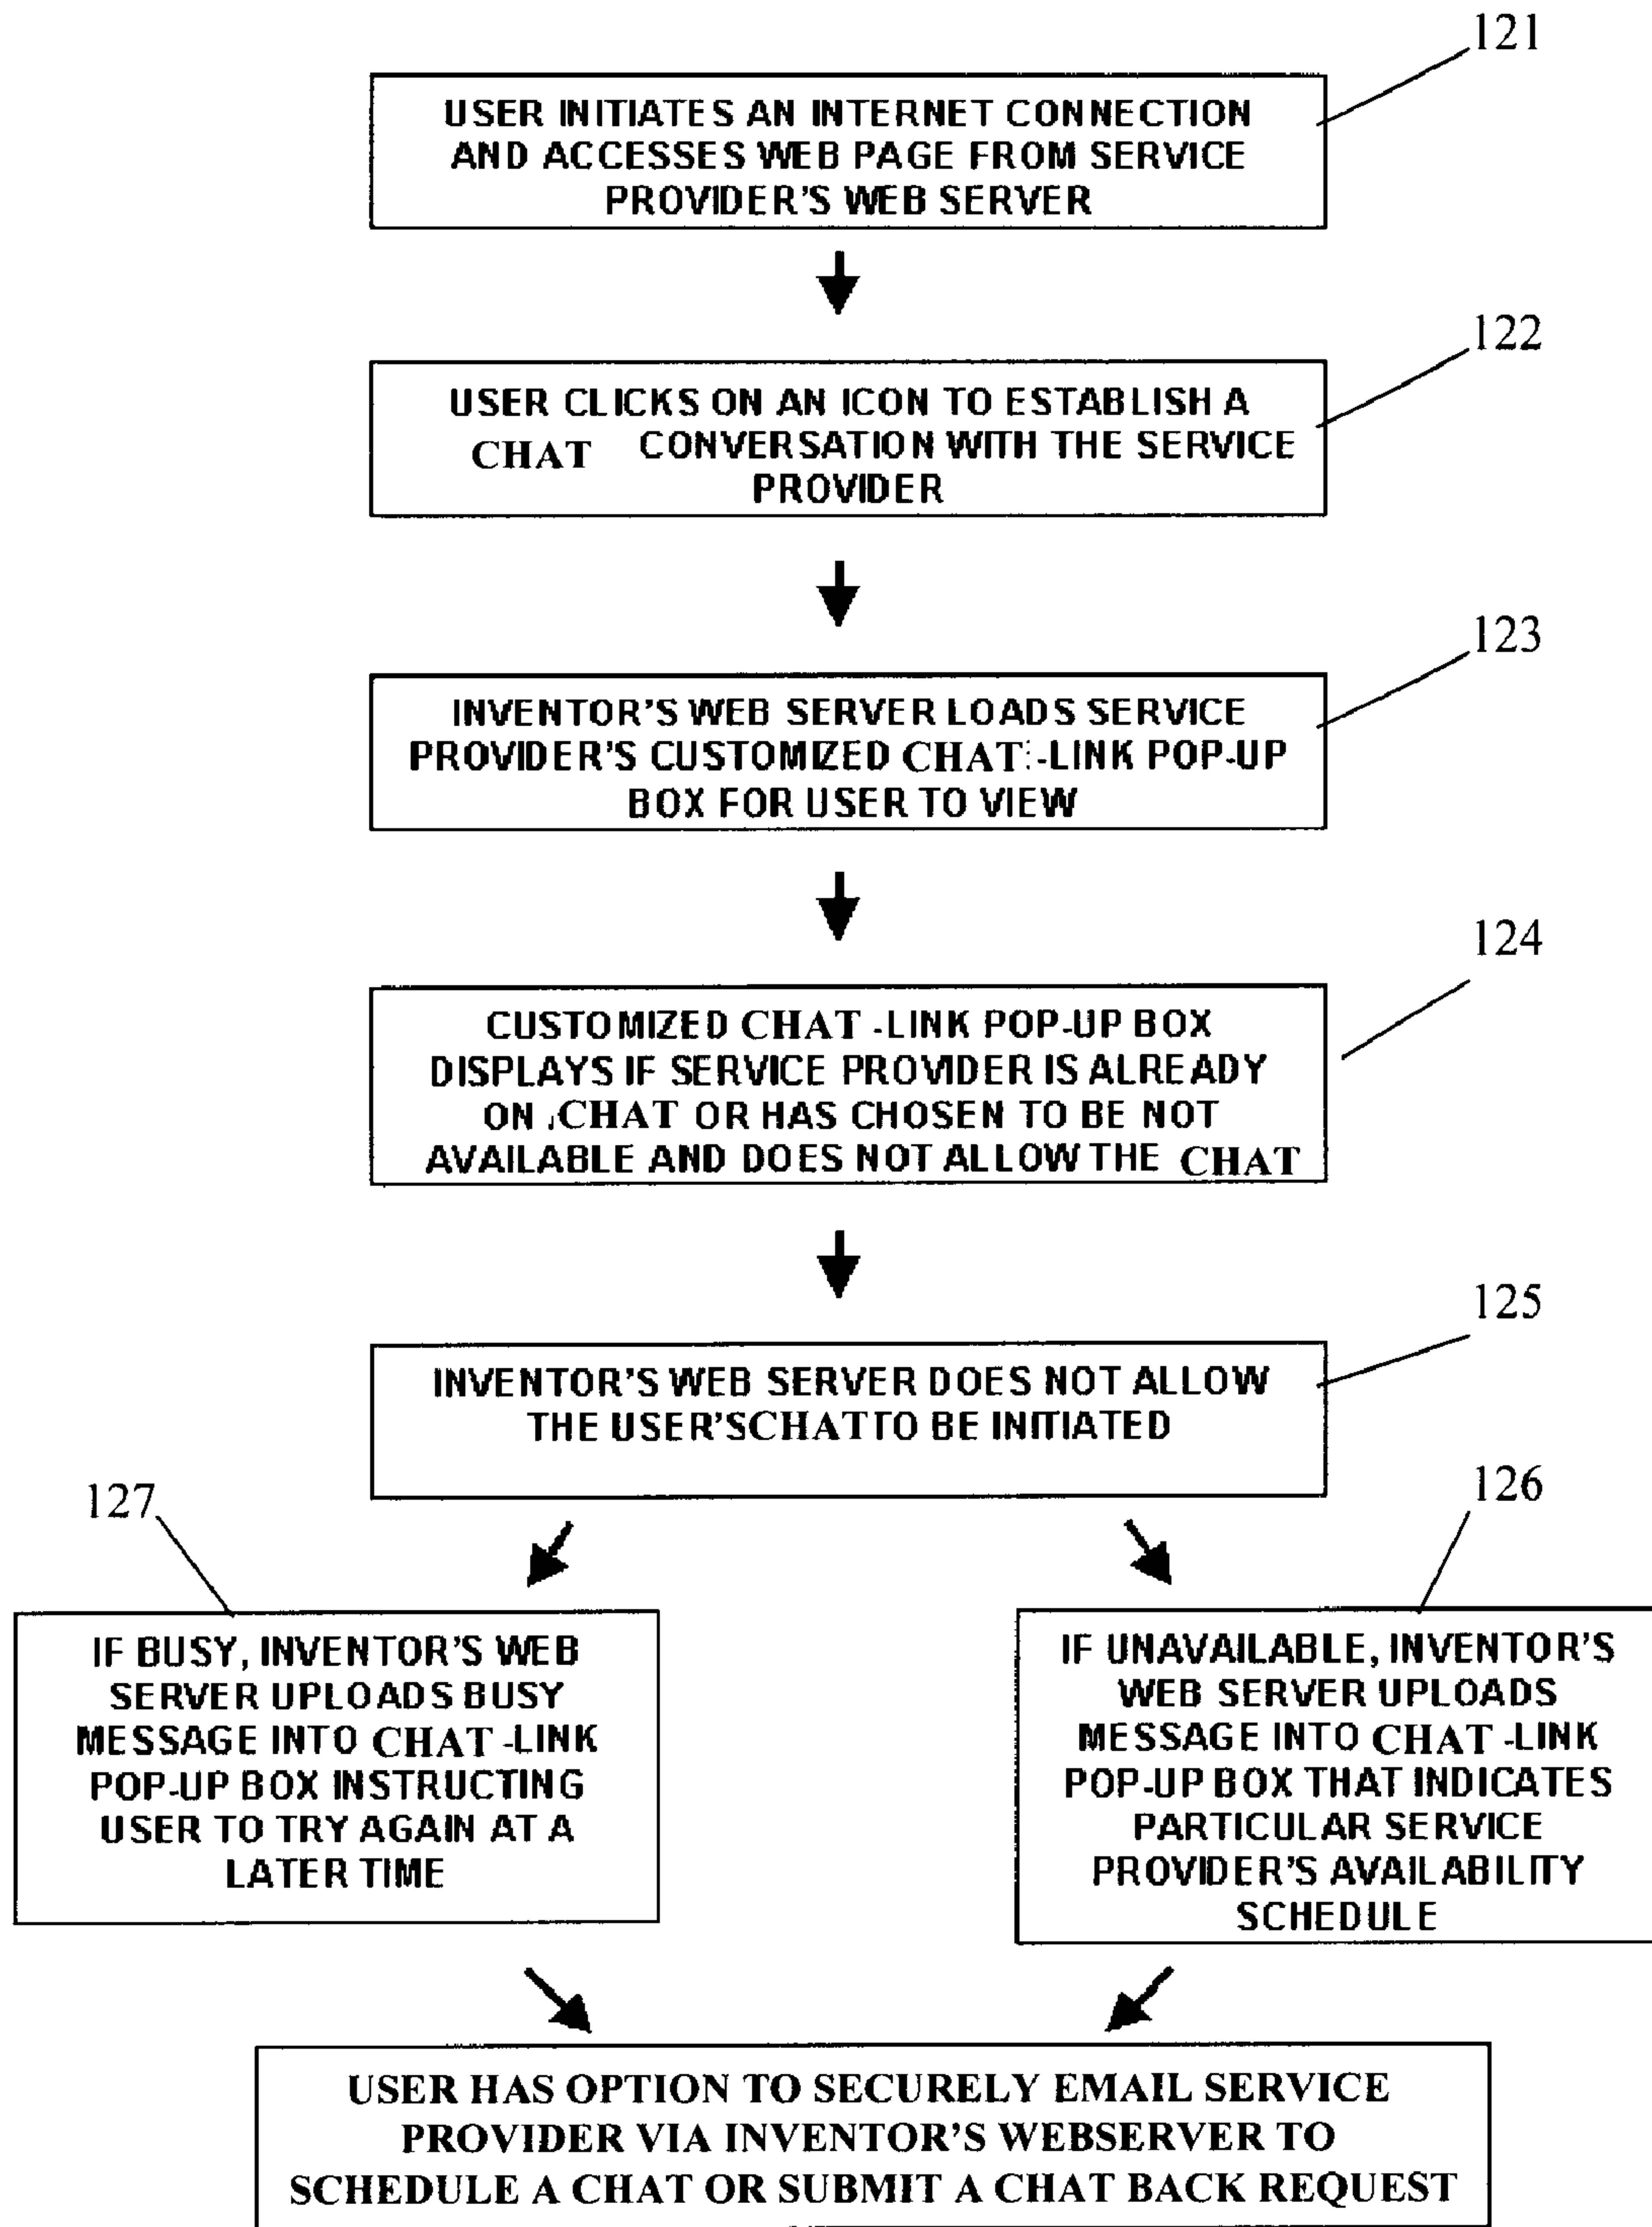 121
USER INITIATES AN INTERNET CONNECTION
AND ACCESSES WEB PAGE FROM SERVICE
PROVIDER'S WEB SERVER
122
USER CLICKS ON AN ICON TO ESTABLISH A
CHAT CONVERSATION WITH THE SERVICE
PROVIDER
123
INVENTOR'S WEB SERVER LOADS SERVICE
PROVIDER'S CUSTOMIZED CHAT -LINK POP-UP
BOX FOR USER TO VIEW
124
CUSTOMIZED CHAT -LINK POP-UP BOX
DISPLAYS IF SERVICE PROVIDER IS ALREADY
ON CHAT OR HAS CHOSEN TO BE NOT
AVAILABLE AND DOES NOT ALLOW THE CHAT
125
INVENTOR'S WEB SERVER DOES NOT ALLOW
THE USER'S CHAT TO BE INITIATED
127
IF BUSY, INVENTOR'S WEB
SERVER UPLOADS BUSY
MESSAGE INTO CHAT -LINK
POP-UP BOX INSTRUCTING
USER TO TRY AGAIN AT A
LATER TIME
126
IF UNAVAILABLE, INVENTOR'S
WEB SERVER UPLOADS
MESSAGE INTO CHAT -LINK
POP-UP BOX THAT INDICATES
PARTICULAR SERVICE
PROVIDER'S AVAILABILITY
SCHEDULE
USER HAS OPTION TO SECURELY EMAIL SERVICE
PROVIDER VIA INVENTOR'S WEBSERVER TO
SCHEDULE A CHAT OR SUBMIT A CHAT BACK REQUEST